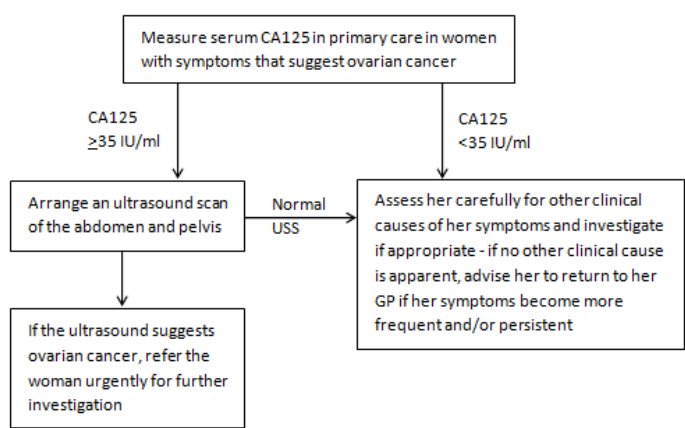 Measure serum CA125 in primary care in women
with symptoms that suggest ovarian cancer
CA125
≥35 IU/ml
CA125
<35 IU/ml
Arrange an ultrasound scan
of the abdomen and pelvis
Normal
USS
Assess her carefully for other clinical
causes of her symptoms and investigate
if appropriate - if no other clinical cause
is apparent, advise her to return to her
GP if her symptoms become more
frequent and/or persistent
If the ultrasound suggests
ovarian cancer, refer the
woman urgently for further
investigation